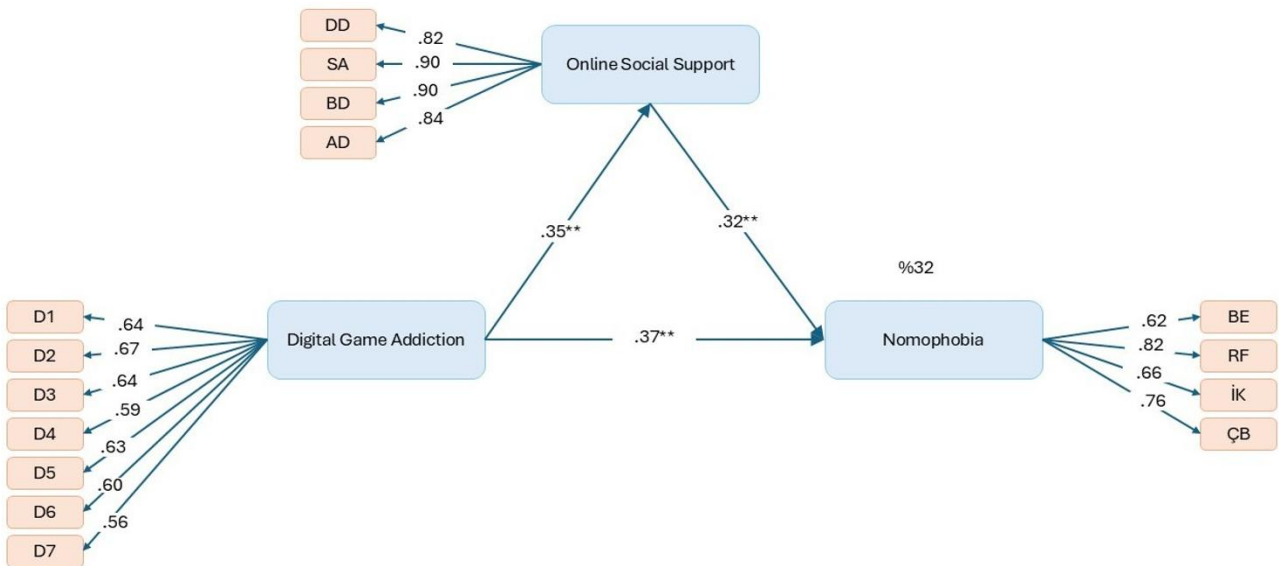 DD
.82
SA
.90
BD
.90
AD
.84
Online Social Support
.35**
.32**
%32
D1
.64
D2
.67
D3
.64
D4
.59
D5
.63
D6
.60
D7
.56
Digital Game Addiction
.37**
Nomophobia
.62
BE
.82
RF
.66
İK
.76
ÇB